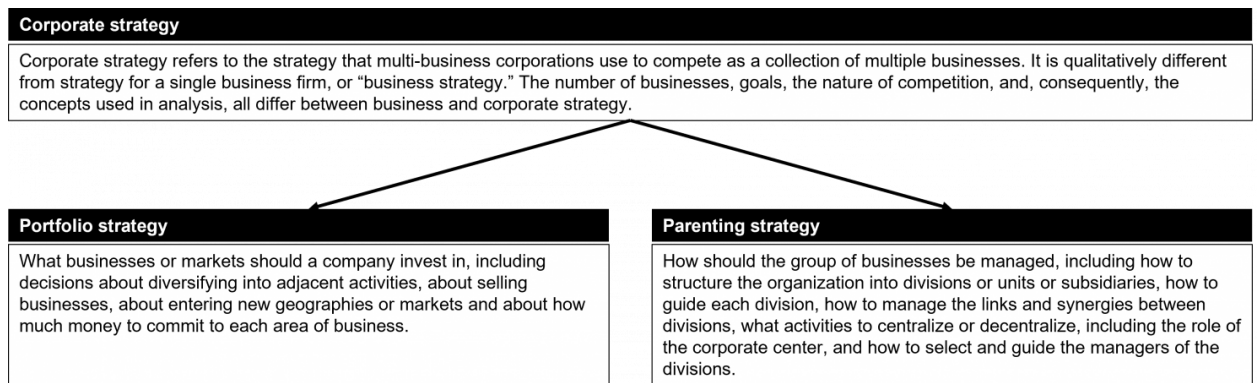 Corporate strategy
Corporate strategy refers to the strategy that multi-business corporations use to compete as a collection of multiple businesses. It is qualitatively different
from strategy for a single business firm, or “business strategy.” The number of businesses, goals, the nature of competition, and, consequently, the
concepts used in analysis, all differ between business and corporate strategy.
Portfolio strategy
What businesses or markets should a company invest in, including
decisions about diversifying into adjacent activities, about selling
businesses, about entering new geographies or markets and about how
much money to commit to each area of business.
Parenting strategy
How should the group of businesses be managed, including how to
structure the organization into divisions or units or subsidiaries, how to
guide each division, how to manage the links and synergies between
divisions, what activities to centralize or decentralize, including the role of
the corporate center, and how to select and guide the managers of the
divisions.